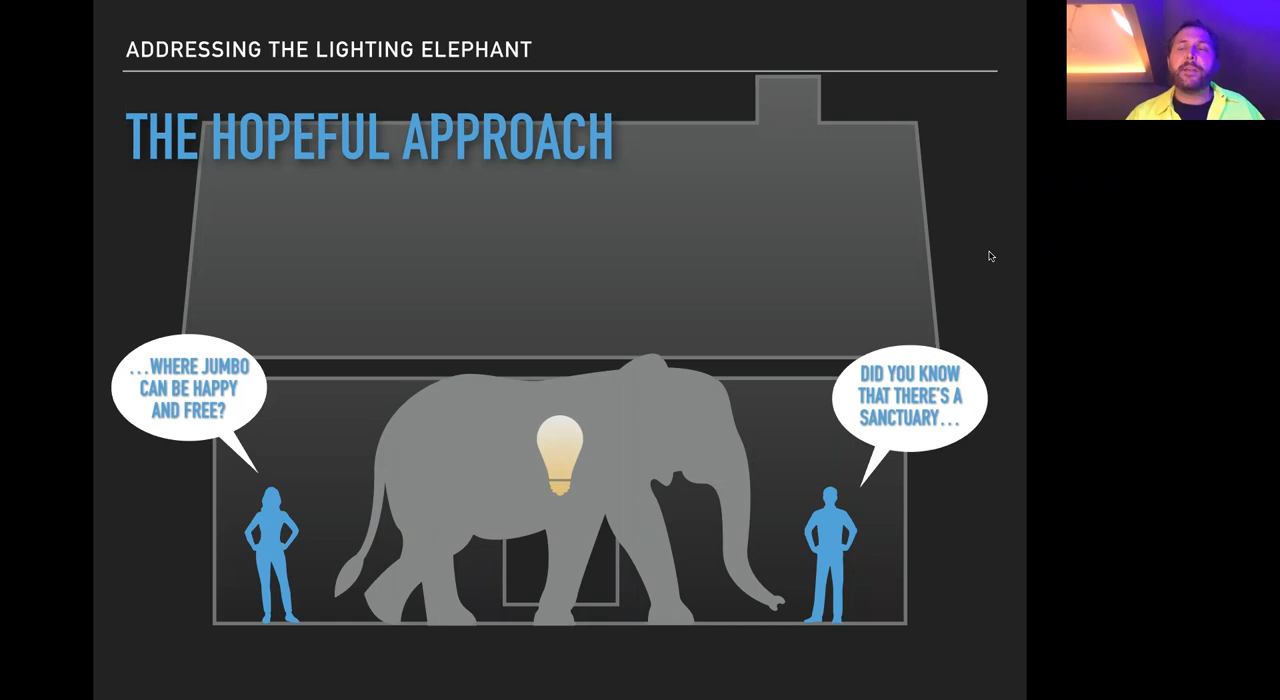 ADDRESSING THE LIGHTING ELEPHANT
THE HOPEFUL APPROACH
...WHERE JUMBO
CAN BE HAPPY
AND FREE?
DID YOU KNOW
THAT THERE'S A
SANCTUARY...